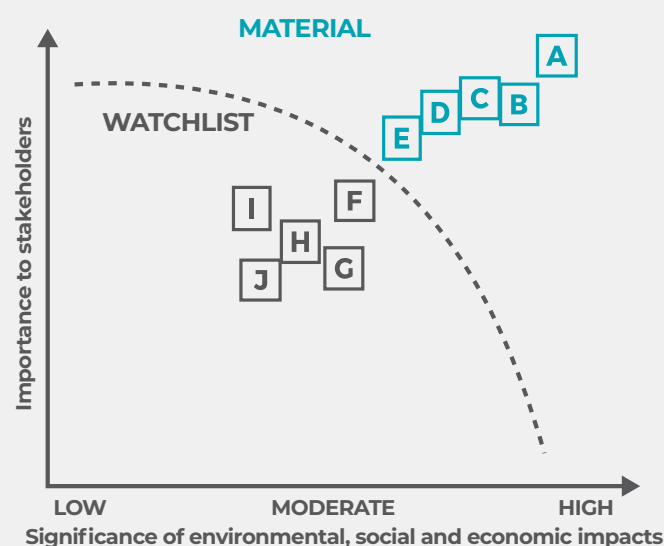 MATERIAL
A
C
B
D
E
WATCHLIST
I
F
H
G
J
Importance to stakeholders
LOW MODERATE HIGH
Significance of environmental, social and economic impacts